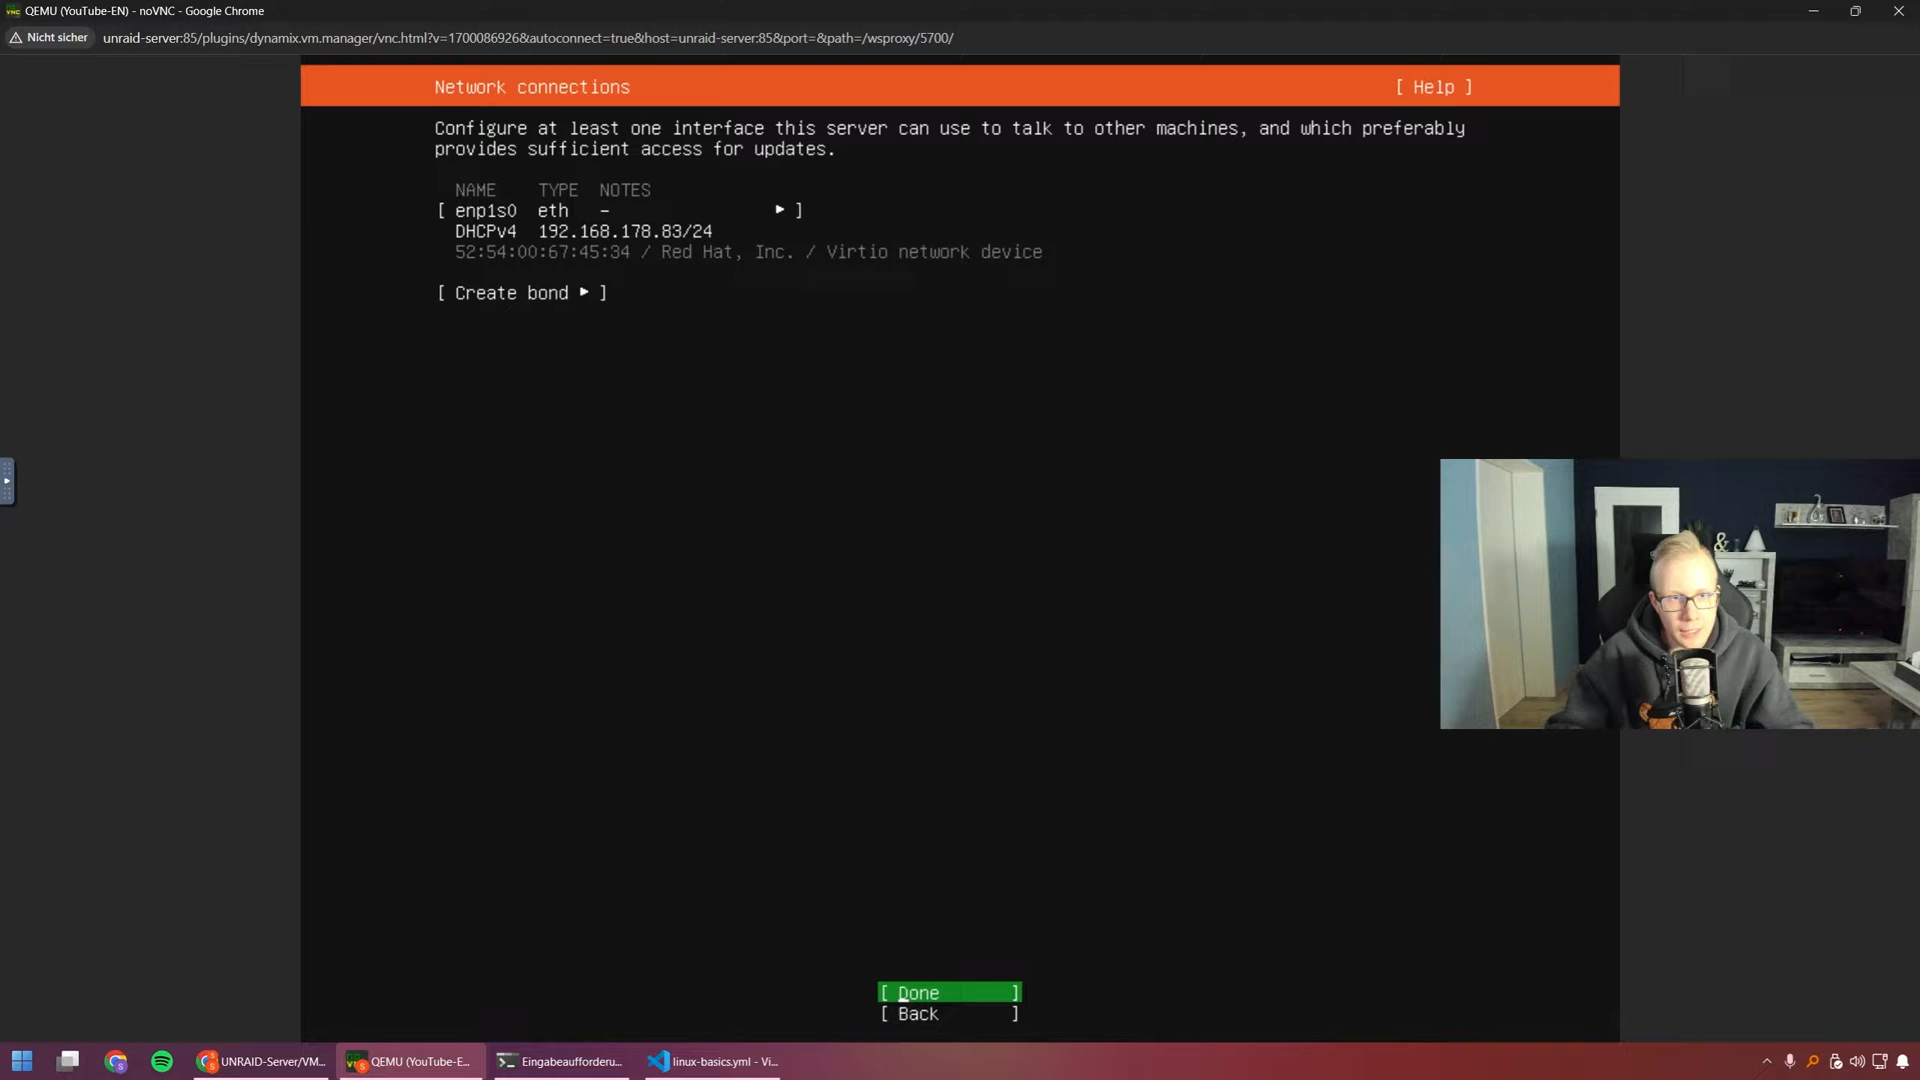 QEMU (YouTube-EN) - noVNC - Google Chrome
Nicht sicher
unraid-server:85/plugins/dynamix.vm.manager/vnc.html?v=1700086926&autoconnect=true&host=unraid-server:85&port=&path=/wsproxy/5700/
Network connections [ Help ]
Configure at least one interface this server can use to talk to other machines, and which preferably
provides sufficient access for updates.
NAME TYPE NOTES
[ enp1s0 eth - ▸ ]
DHCPv4 192.168.178.83/24
52:54:00:67:45:34 / Red Hat, Inc. / Virtio network device
[ Create bond ▸ ]
&
[ Done ]
[ Back ]
UNRAID-Server/VM...
QEMU (YouTube-E...
Eingabeaufforderu...
linux-basics.yml - Vi...